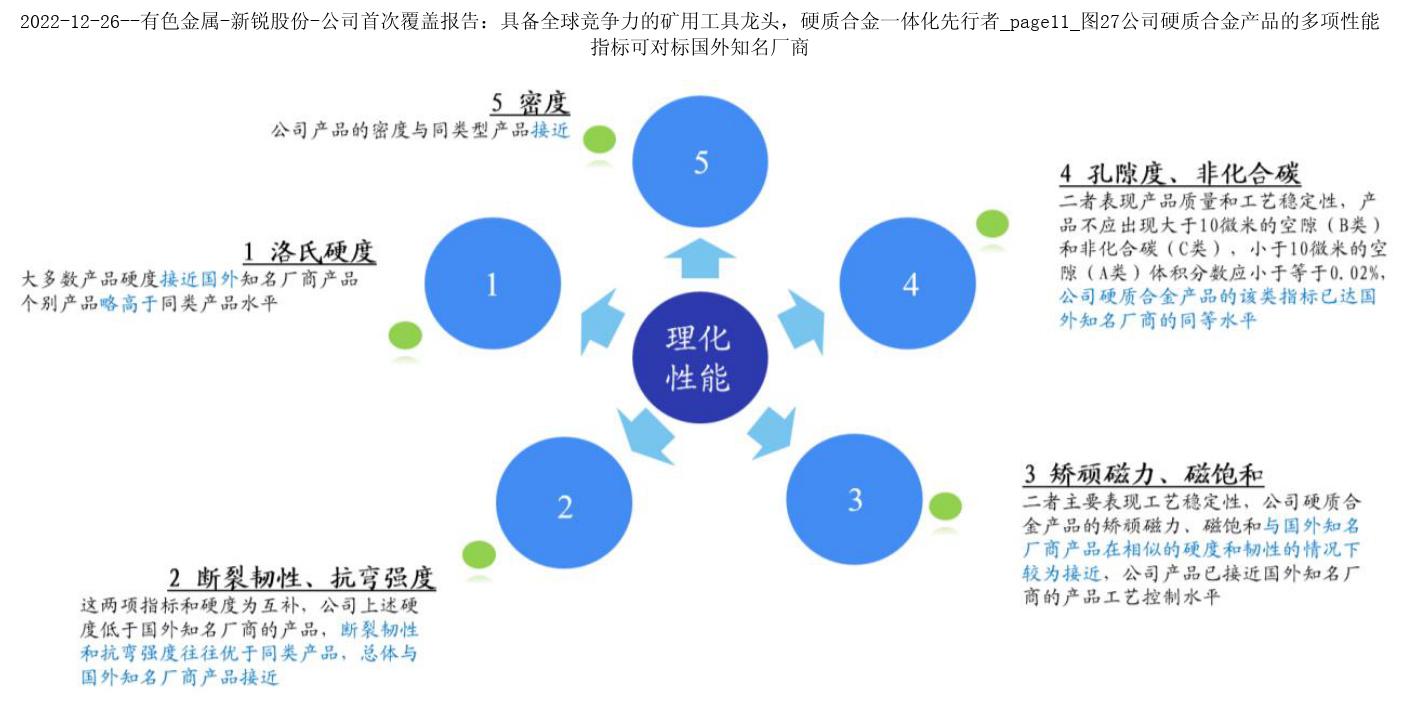 2022-12-26--有色金属-新锐股份-公司首次覆盖报告：具备全球竞争力的矿用工具龙头，硬质合金一体化先行者_page11_图27公司硬质合金产品的多项性能
指标可对标国外知名厂商
5 密度
公司产品的密度与同类型产品接近
5
4 孔隙度、非化合碳
二者表现产品质量和工艺稳定性，产
品不应出现大于10微米的空隙（B类）
和非化合碳（C类），小于10微米的空
隙（A类）体积分数应小于等于0.02%，
公司硬质合金产品的该类指标已达国
外知名厂商的同等水平
4
1 洛氏硬度
大多数产品硬度接近国外知名厂商产品
个别产品略高于同类产品水平
1
理化
性能
3 矫顽磁力、磁饱和
二者主要表现工艺稳定性，公司硬质合
金产品的矫顽磁力、磁饱和与国外知名
厂商产品在相似的硬度和韧性的情况下
较为接近，公司产品已接近国外知名厂
商的产品工艺控制水平
3
2
2 断裂韧性、抗弯强度
这两项指标和硬度为互补，公司上述硬
度低于国外知名厂商的产品，断裂韧性
和抗弯强度往往优于同类产品，总体与
国外知名厂商产品接近